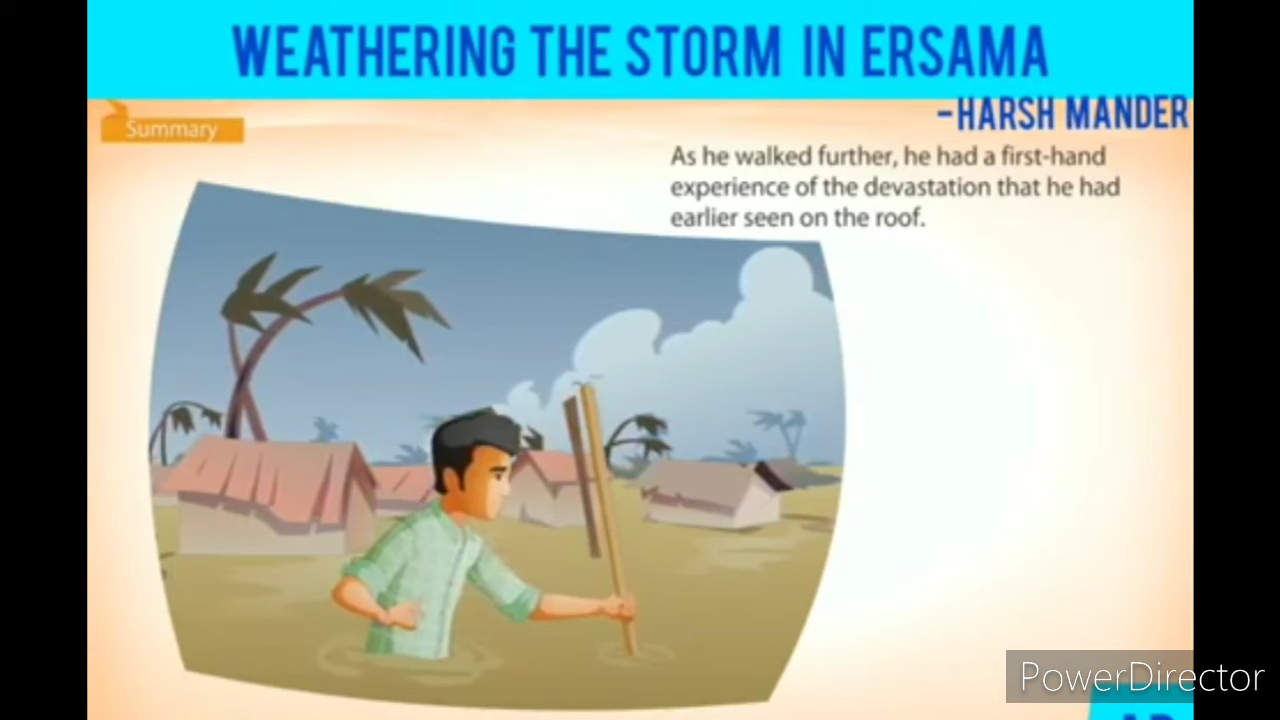 WEATHERING THE STORM IN ERSAMA
-HARSH MANDER
Summary
As he walked further, he had a first-hand
experience of the devastation that he had
earlier seen on the roof.
PowerDirector